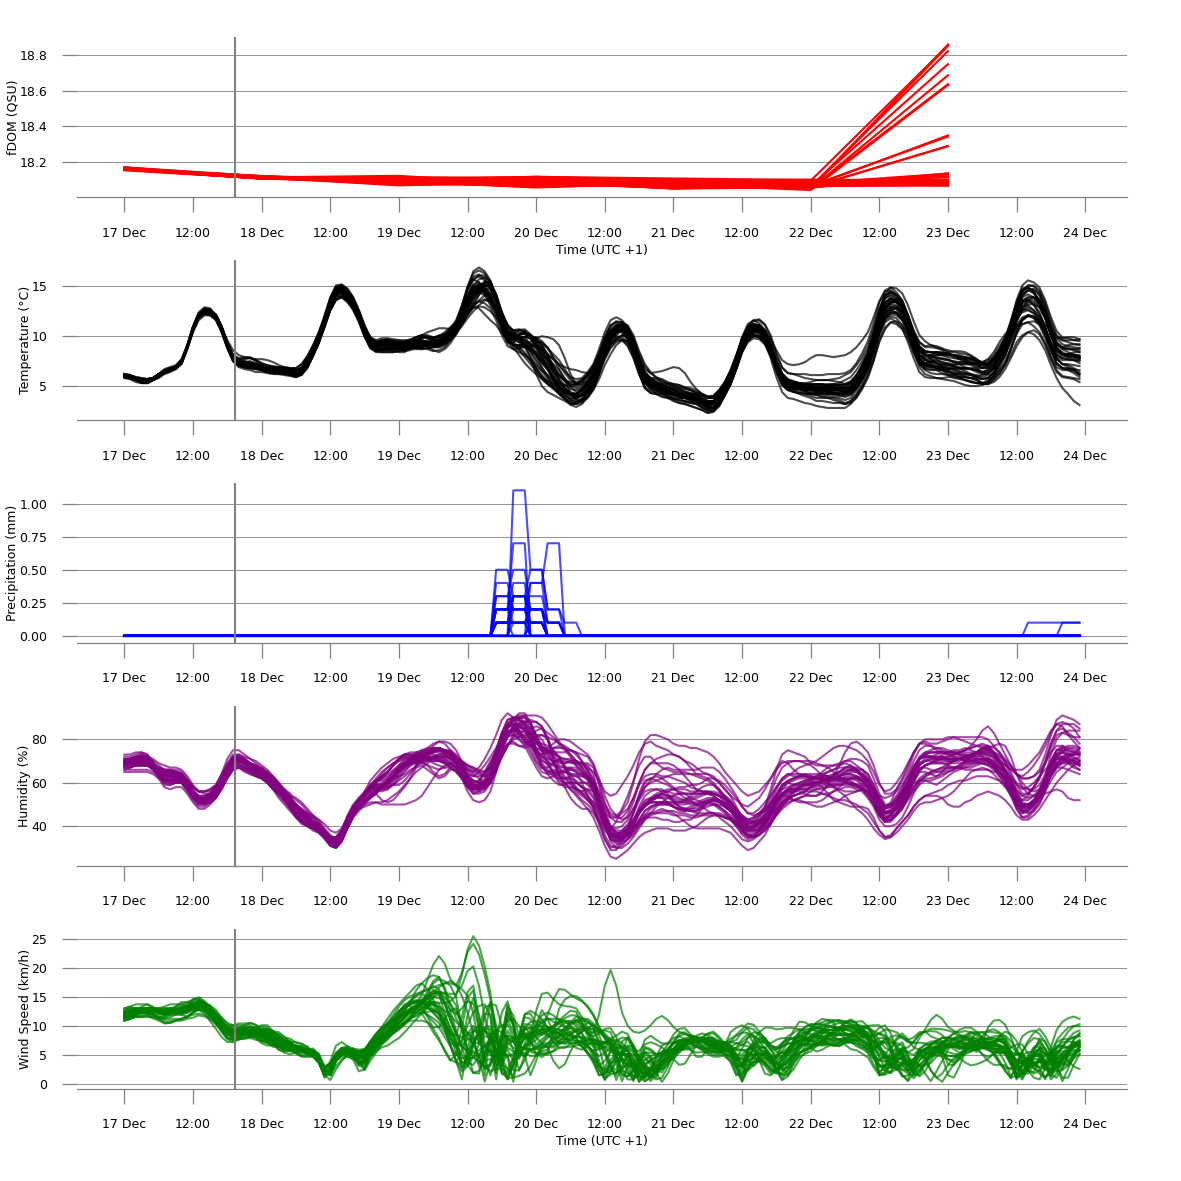 fDOM (QSU)
18.8
18.6
18.4
18.2
17 Dec 12:00 18 Dec 12:00 19 Dec 12:00 20 Dec 12:00 21 Dec 12:00 22 Dec 12:00 23 Dec 12:00 24 Dec
Time (UTC +1)
Temperature (°C)
15
10
5
17 Dec 12:00 18 Dec 12:00 19 Dec 12:00 20 Dec 12:00 21 Dec 12:00 22 Dec 12:00 23 Dec 12:00 24 Dec
Precipitation (mm)
1.00
0.75
0.50
0.25
0.00
17 Dec 12:00 18 Dec 12:00 19 Dec 12:00 20 Dec 12:00 21 Dec 12:00 22 Dec 12:00 23 Dec 12:00 24 Dec
Humidity (%)
80
60
40
17 Dec 12:00 18 Dec 12:00 19 Dec 12:00 20 Dec 12:00 21 Dec 12:00 22 Dec 12:00 23 Dec 12:00 24 Dec
Wind Speed (km/h)
25
20
15
10
5
0
17 Dec 12:00 18 Dec 12:00 19 Dec 12:00 20 Dec 12:00 21 Dec 12:00 22 Dec 12:00 23 Dec 12:00 24 Dec
Time (UTC +1)